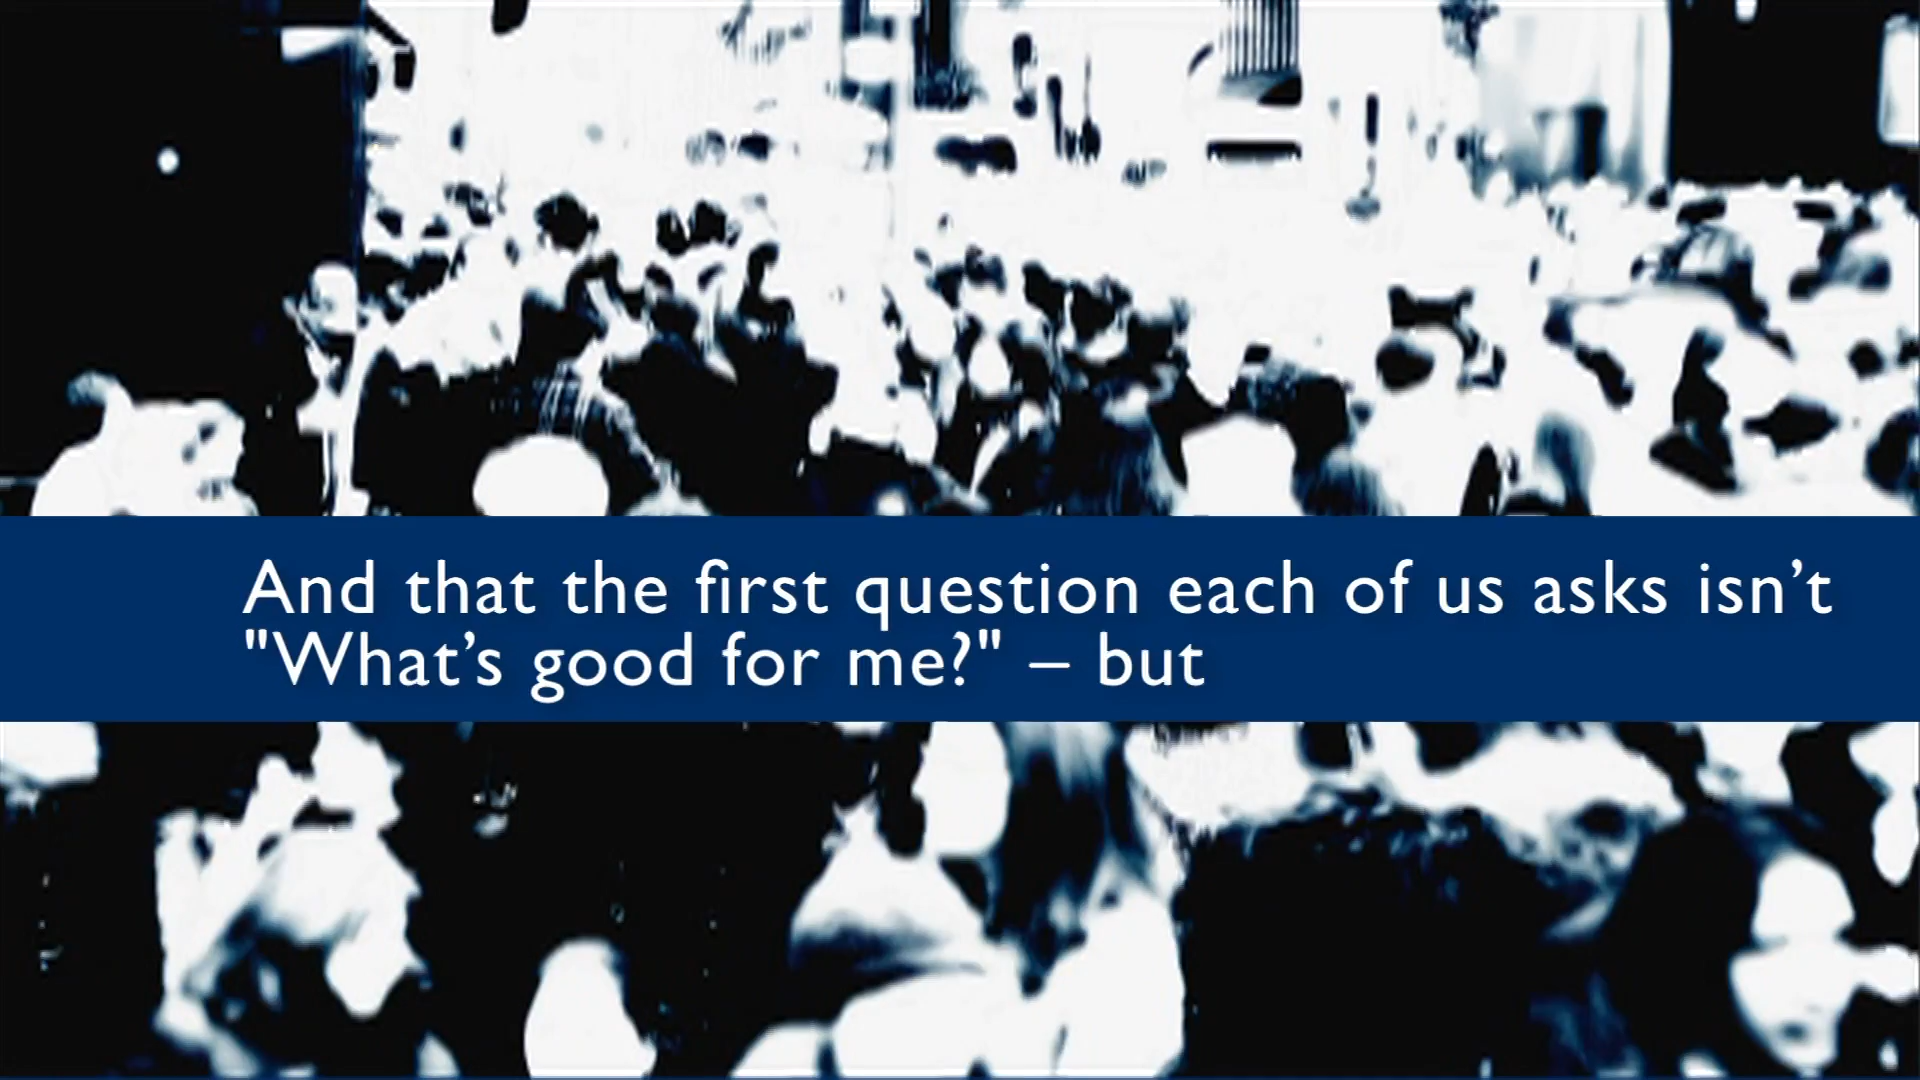 And that the first question each of us asks isn’t
"What’s good for me?" – but